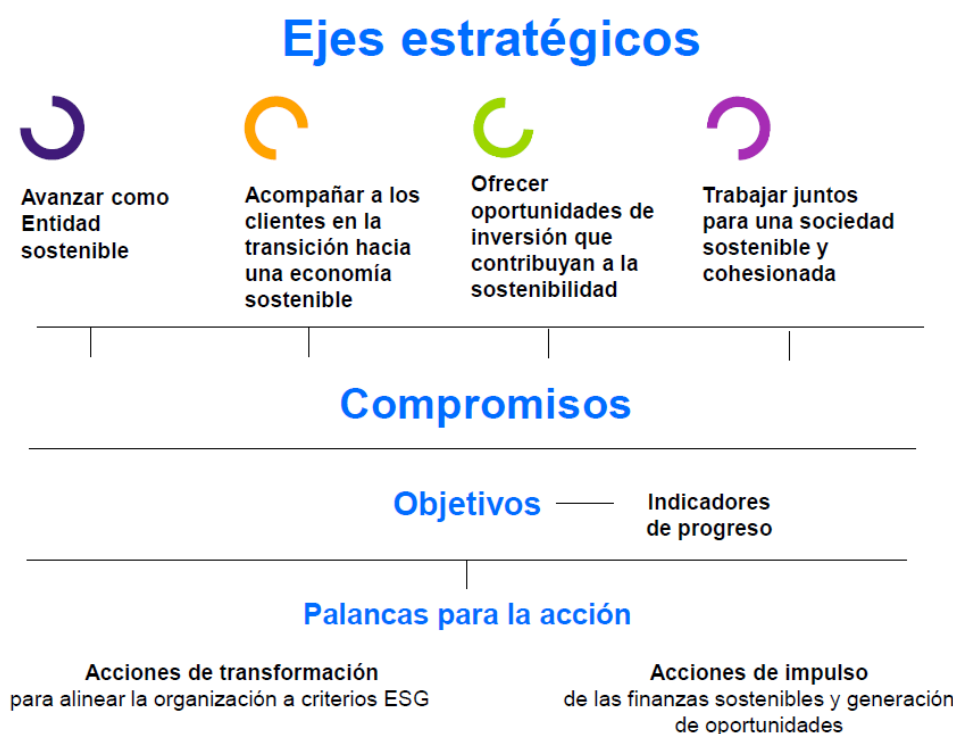 Ejes estratégicos
Avanzar como
Entidad
sostenible
Acompañar a los
clientes en la
transición hacia
una economía
sostenible
Ofrecer
oportunidades de
inversión que
contribuyan a la
sostenibilidad
Trabajar juntos
para una sociedad
sostenible y
cohesionada
Compromisos
Objetivos
Indicadores
de progreso
Palancas para la acción
Acciones de transformación
para alinear la organización a criterios ESG
Acciones de impulso
de las finanzas sostenibles y generación
de oportunidades